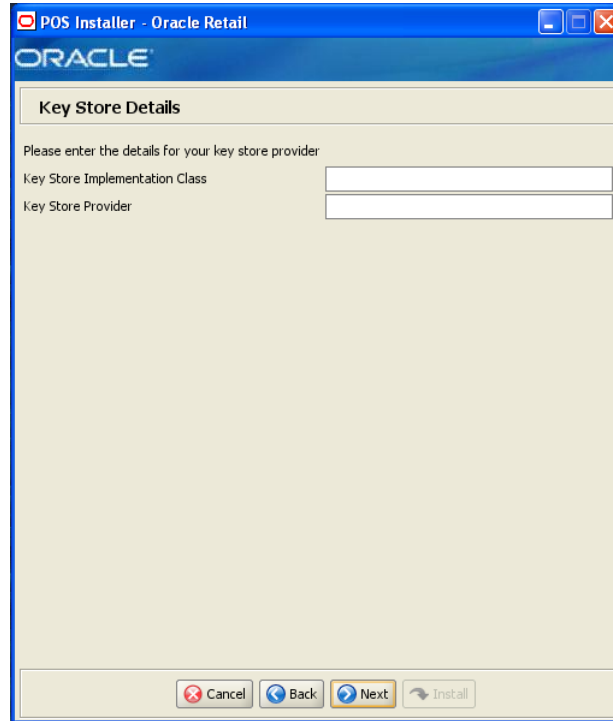 POS Installer - Oracle Retail
ORACLE
Key Store Details
Please enter the details for your key store provider
Key Store Implementation Class
Key Store Provider
Cancel Back Next Install